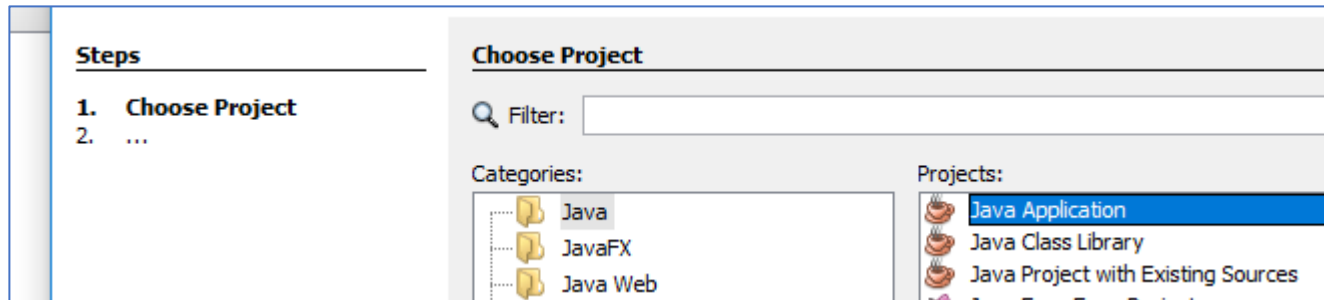 Steps
1. Choose Project
2. ...
Choose Project
Filter:
Categories:
Java
JavaFX
Java Web
Projects:
Java Application
Java Class Library
Java Project with Existing Sources